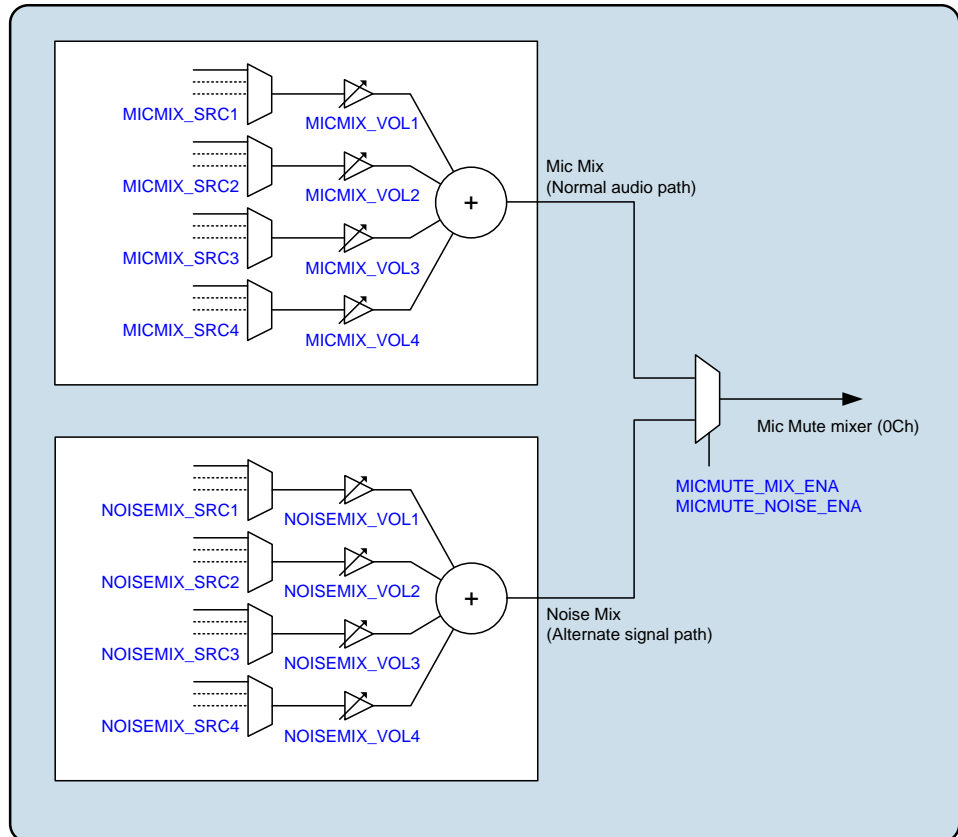 MICMIX_SRC1
MICMIX_VOL1
MICMIX_SRC2
MICMIX_VOL2
MICMIX_SRC3
MICMIX_VOL3
MICMIX_SRC4
MICMIX_VOL4
+
Mic Mix
(Normal audio path)
Mic Mute mixer (0Ch)
MICMUTE_MIX_ENA
MICMUTE_NOISE_ENA
NOISEMIX_SRC1
NOISEMIX_VOL1
NOISEMIX_SRC2
NOISEMIX_VOL2
NOISEMIX_SRC3
NOISEMIX_VOL3
NOISEMIX_SRC4
NOISEMIX_VOL4
+
Noise Mix
(Alternate signal path)